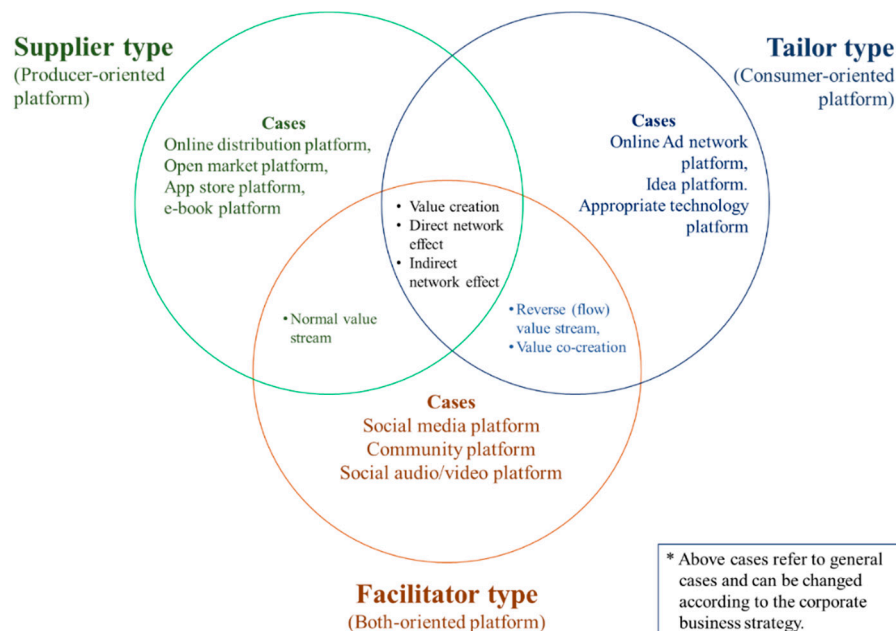 Supplier type
(Producer-oriented
platform)
Tailor type
(Consumer-oriented
platform)
Cases
Online distribution platform,
Open market platform,
App store platform,
e-book platform
Cases
Online Ad network
platform,
Idea platform.
Appropriate technology
platform
• Value creation
• Direct network
effect
• Indirect
network effect
• Normal value
stream
• Reverse (flow)
value stream,
• Value co-creation
Cases
Social media platform
Community platform
Social audio/video platform
Facilitator type
(Both-oriented platform)
* Above cases refer to general
cases and can be changed
according to the corporate
business strategy.